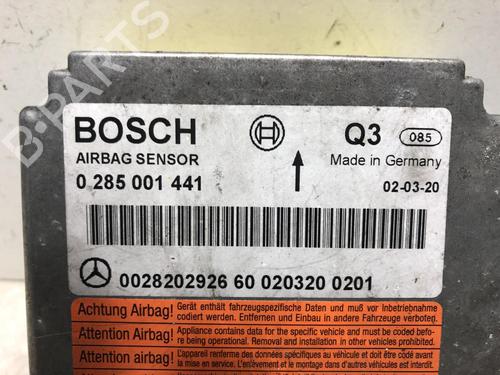 B-PARTS
BOSCH
Q3 085
AIRBAG SENSOR
Made in Germany
0 285 001 441
02-03-20
0028202926 60 020320 0201
Achtung Airbag! Gerät enthält fahrzeugspezifische Daten und muß vor Inbetriebnahme
codiert werden. Entfernen und Einbau in andere Fahrzeuge verboten.
Attention Airbag! Appliance contains data for the specific vehicle and must be coded befo-
re being operational. Removal and installation in other vehicles prohibited.
Attention airbag! L'appareil renferme des données spécifiques au véhicule et doit être codé avant
la mise en service. L'enlèvement et le montage dans d'autres véhicules est interdit.